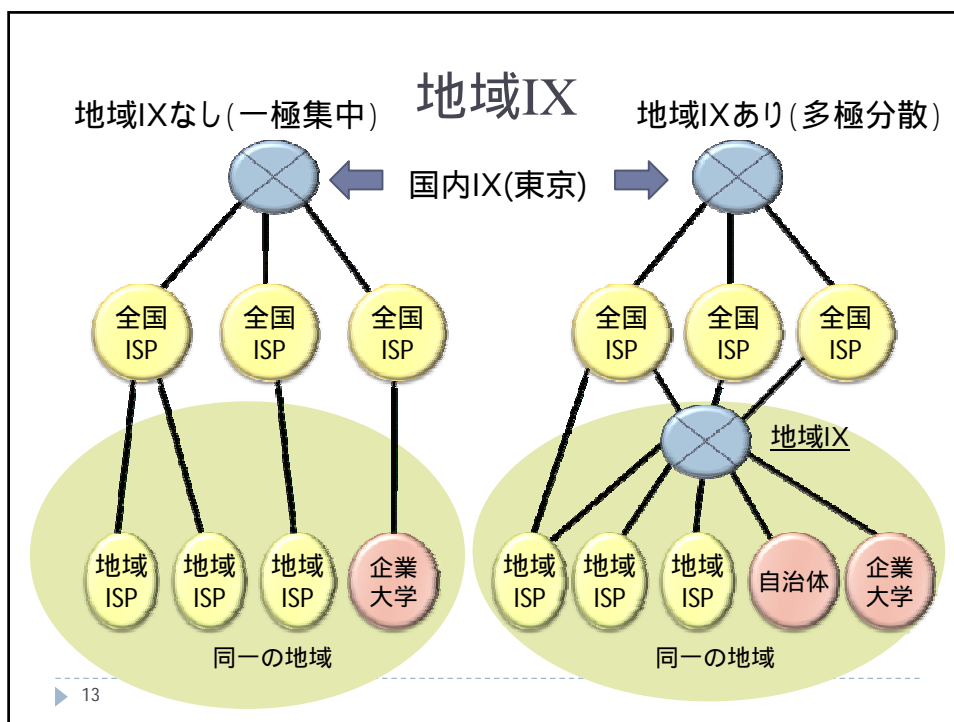 地域IX
地域IXなし(一極集中)
地域IXあり(多極分散)
国内IX(東京)
全国
ISP
全国
ISP
全国
ISP
全国
ISP
全国
ISP
全国
ISP
地域IX
地域
ISP
地域
ISP
地域
ISP
企業
大学
地域
ISP
地域
ISP
地域
ISP
自治体
企業
大学
同一の地域
同一の地域
13